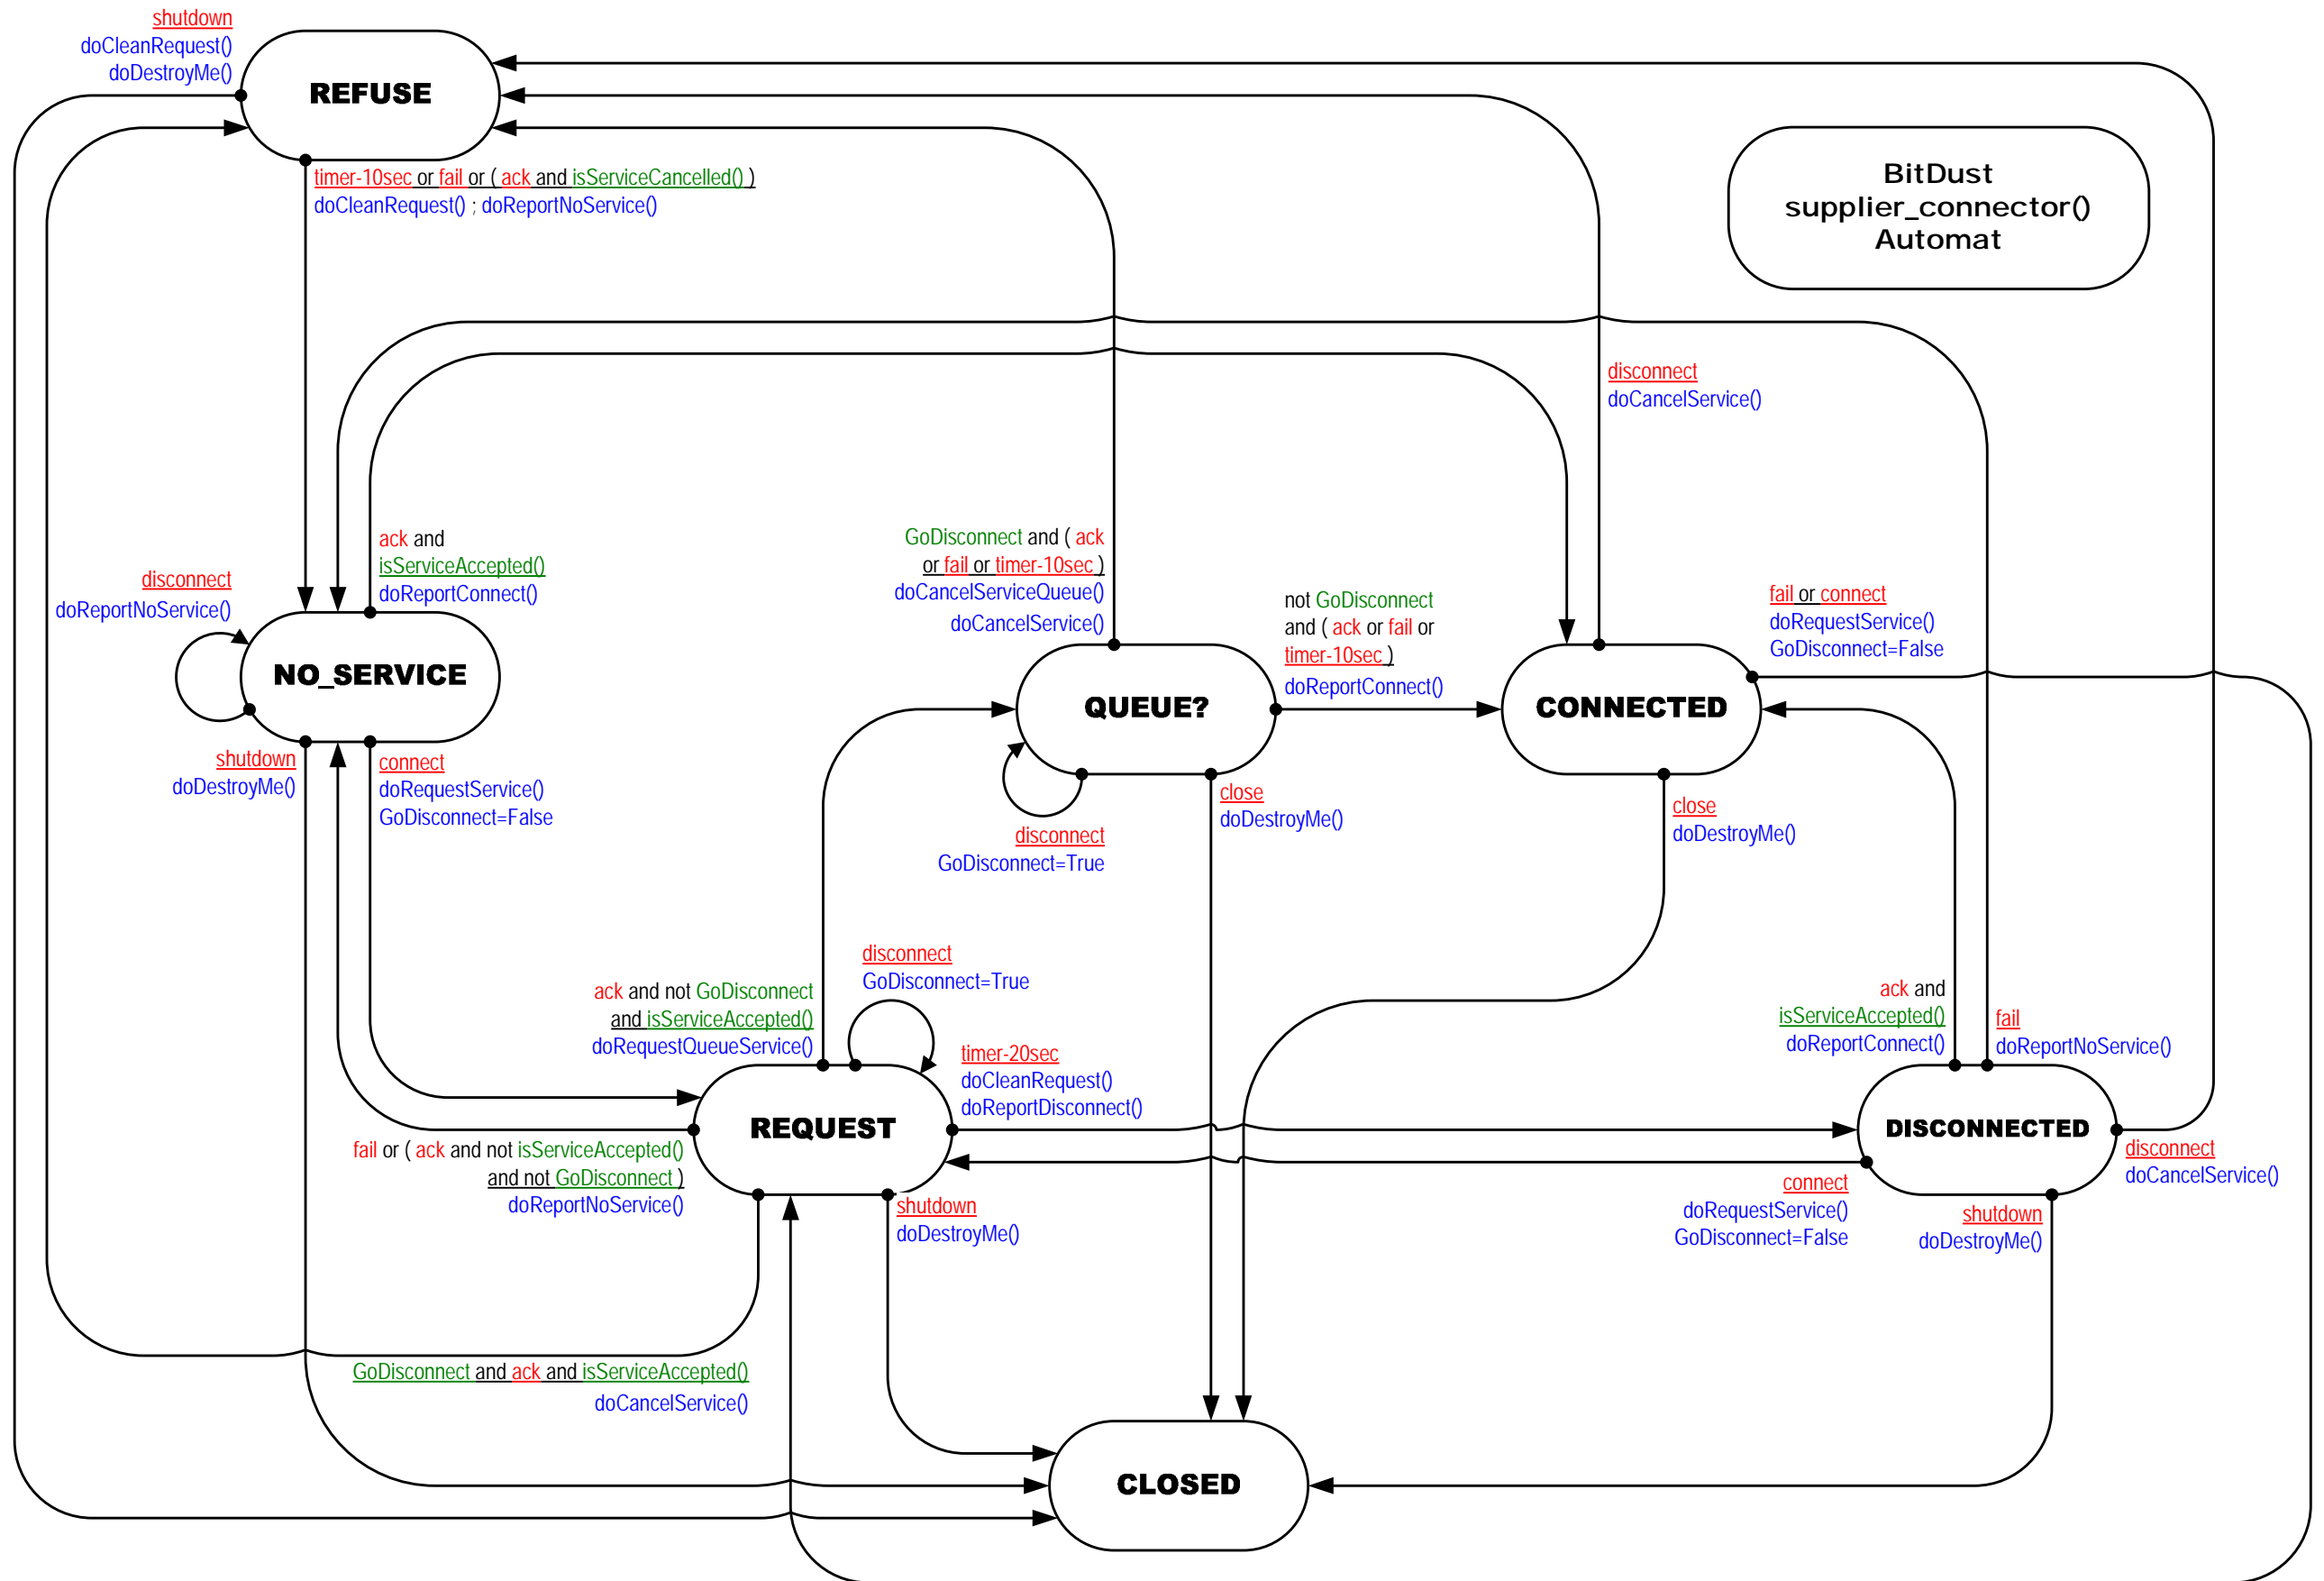 shutdown
doCleanRequest()
doDestroyMe()
REFUSE
timer-10sec or fail or ( ack and isServiceCancelled() )
doCleanRequest() ; doReportNoService()
BitDust
supplier_connector()
Automat
disconnect
doCancelService()
ack and
isServiceAccepted()
doReportConnect()
disconnect
doReportNoService()
NO_SERVICE
shutdown
doDestroyMe()
connect
doRequestService()
GoDisconnect=False
GoDisconnect and ( ack
or fail or timer-10sec )
doCancelServiceQueue()
doCancelService()
QUEUE?
not GoDisconnect
and ( ack or fail or
timer-10sec )
doReportConnect()
CONNECTED
fail or connect
doRequestService()
GoDisconnect=False
disconnect
GoDisconnect=True
close
doDestroyMe()
close
doDestroyMe()
ack and not GoDisconnect
and isServiceAccepted()
doRequestQueueService()
disconnect
GoDisconnect=True
timer-20sec
doCleanRequest()
doReportDisconnect()
REQUEST
ack and
isServiceAccepted()
doReportConnect()
fail
doReportNoService()
DISCONNECTED
fail or ( ack and not isServiceAccepted()
and not GoDisconnect )
doReportNoService()
shutdown
doDestroyMe()
connect
doRequestService()
GoDisconnect=False
shutdown
doDestroyMe()
disconnect
doCancelService()
GoDisconnect and ack and isServiceAccepted()
doCancelService()
CLOSED